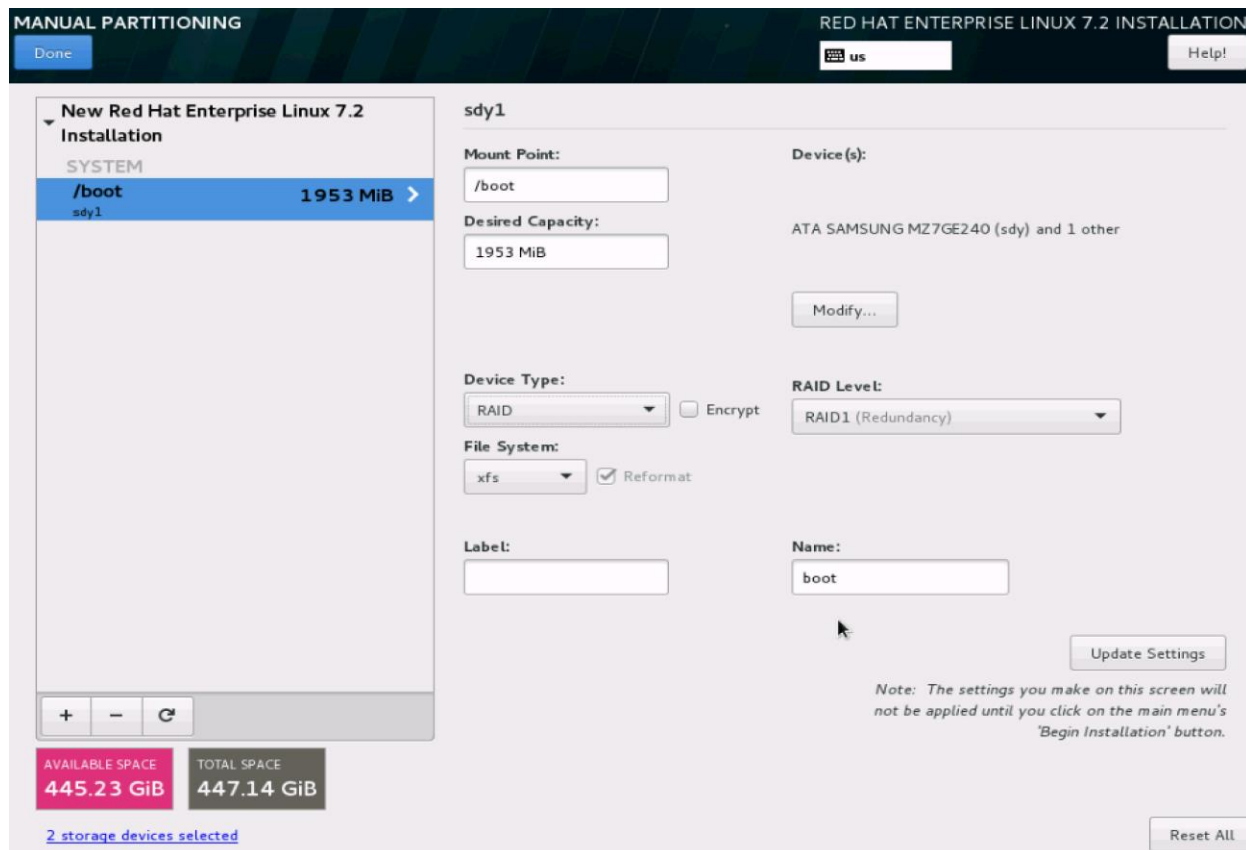 MANUAL PARTITIONING
RED HAT ENTERPRISE LINUX 7.2 INSTALLATION
Done
us
Help!
New Red Hat Enterprise Linux 7.2
Installation
SYSTEM
/boot
1953 MiB
sdy1
sdy1
Mount Point:
/boot
Desired Capacity:
1953 MiB
Device(s):
ATA SAMSUNG MZ7GE240 (sdy) and 1 other
Modify...
Device Type:
RAID
Encrypt
RAID Level:
RAID1 (Redundancy)
File System:
xfs
Reformat
Label:
Name:
boot
Update Settings
Note: The settings you make on this screen will
not be applied until you click on the main menu's
'Begin Installation' button.
+ −
AVAILABLE SPACE
445.23 GiB
TOTAL SPACE
447.14 GiB
2 storage devices selected
Reset All